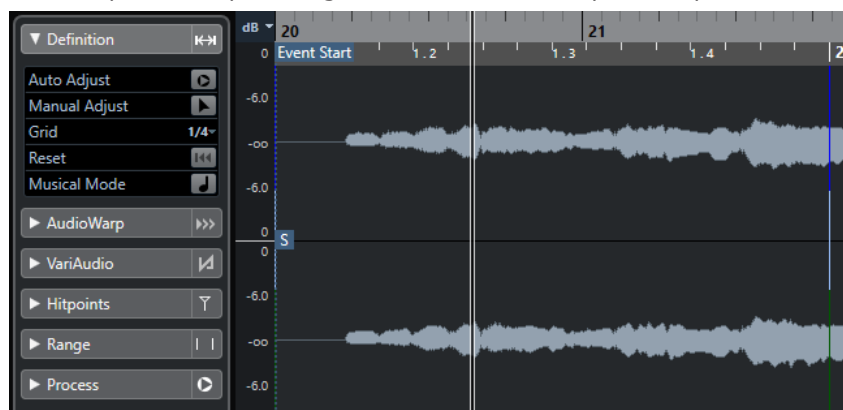 Definition
Auto Adjust
Manual Adjust
Grid 1/4
Reset
Musical Mode
AudioWarp
VariAudio
Hitpoints
Range
Process
dB 20 21
0 Event Start 1.2 1.3 1.4 2
-6.0
-oo
-6.0
0
S
0
-6.0
-oo
-6.0